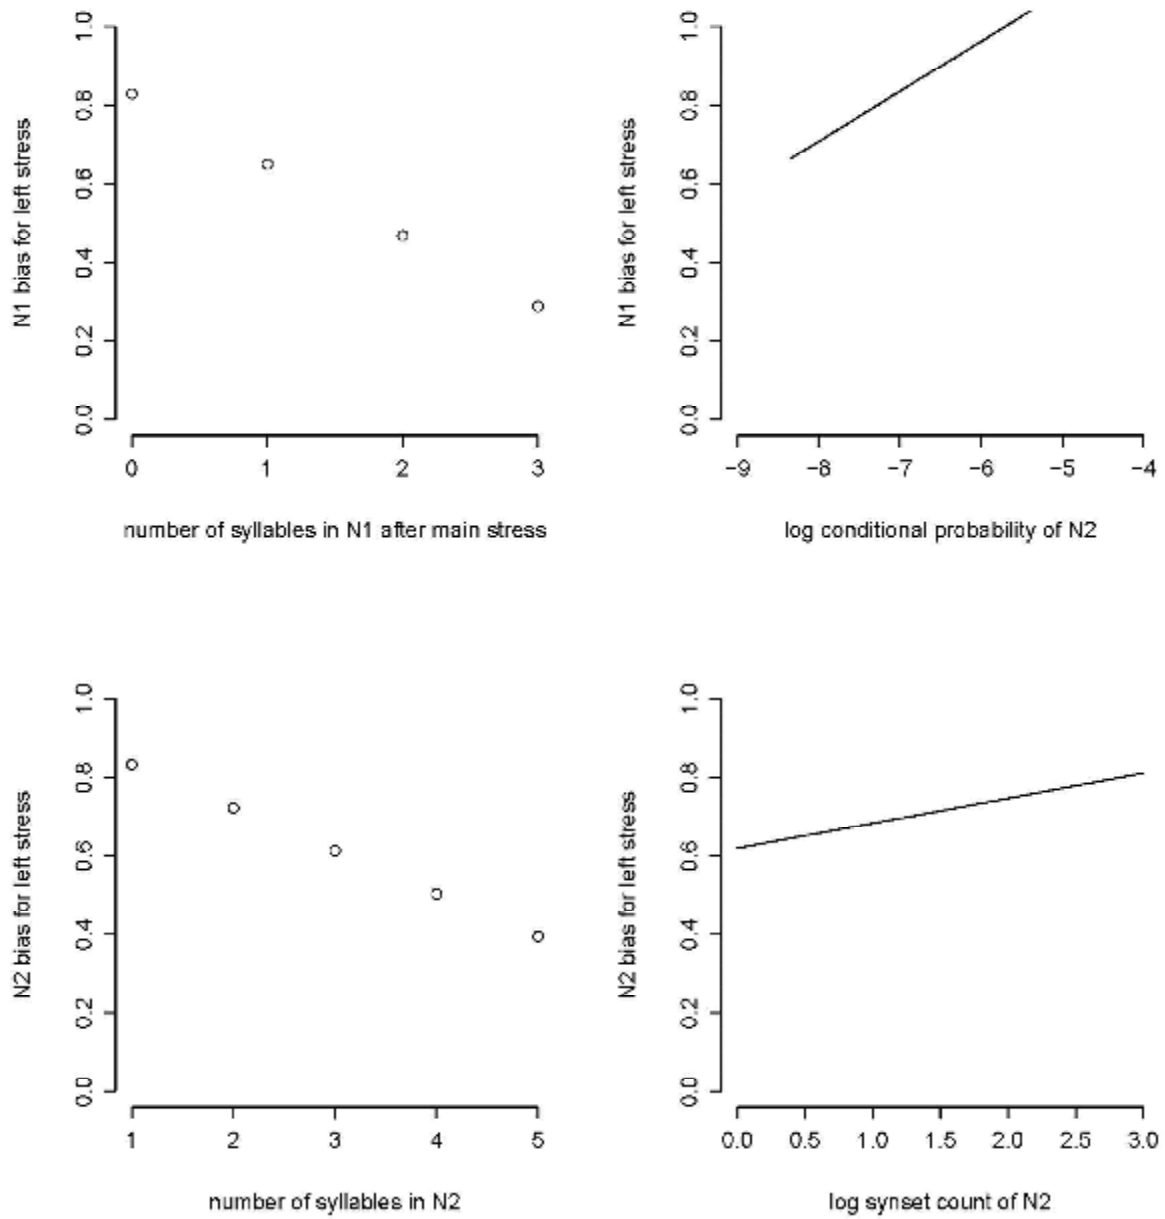 N1 bias for left stress
1.0
0.8
0.6
0.4
0.2
0.0
0 1 2 3
number of syllables in N1 after main stress
N1 bias for left stress
1.0
0.8
0.6
0.4
0.2
0.0
−9 −8 −7 −6 −5 −4
log conditional probability of N2
N2 bias for left stress
1.0
0.8
0.6
0.4
0.2
0.0
1 2 3 4 5
number of syllables in N2
N2 bias for left stress
1.0
0.8
0.6
0.4
0.2
0.0
0.0 0.5 1.0 1.5 2.0 2.5 3.0
log synset count of N2